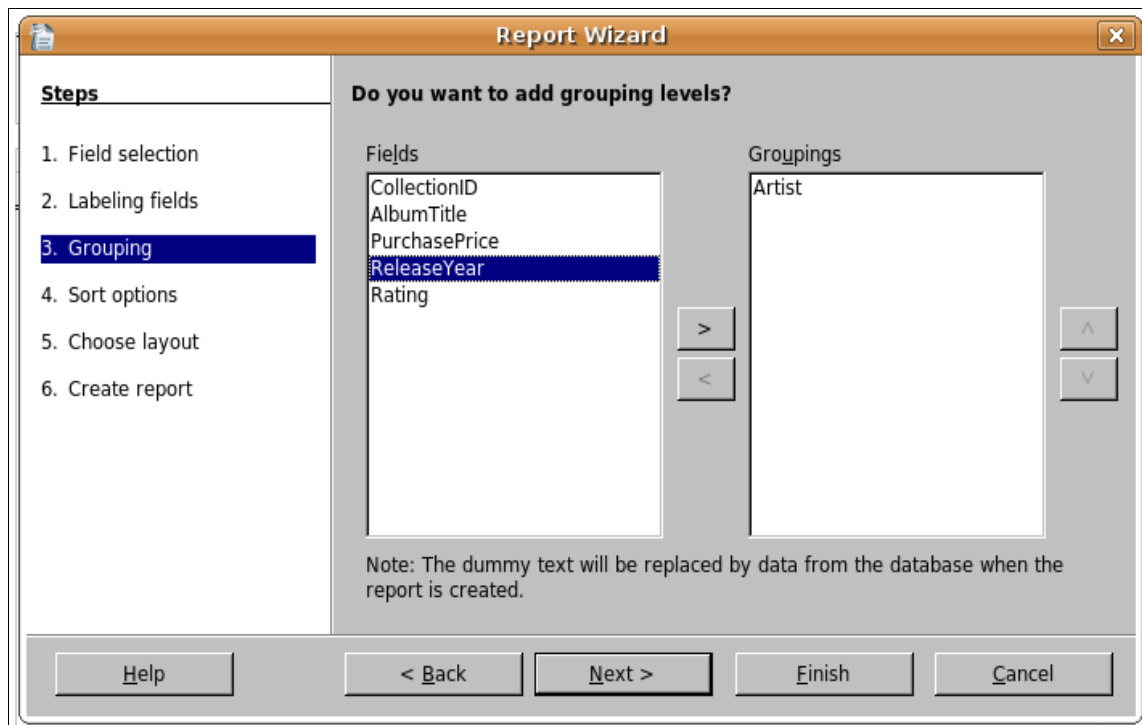 Report Wizard
Steps
1. Field selection
2. Labeling fields
3. Grouping
4. Sort options
5. Choose layout
6. Create report
Do you want to add grouping levels?
Fields
CollectionID
AlbumTitle
PurchasePrice
ReleaseYear
Rating
>
<
Groupings
Artist
^
v
Note: The dummy text will be replaced by data from the database when the
report is created.
Help
< Back
Next >
Finish
Cancel